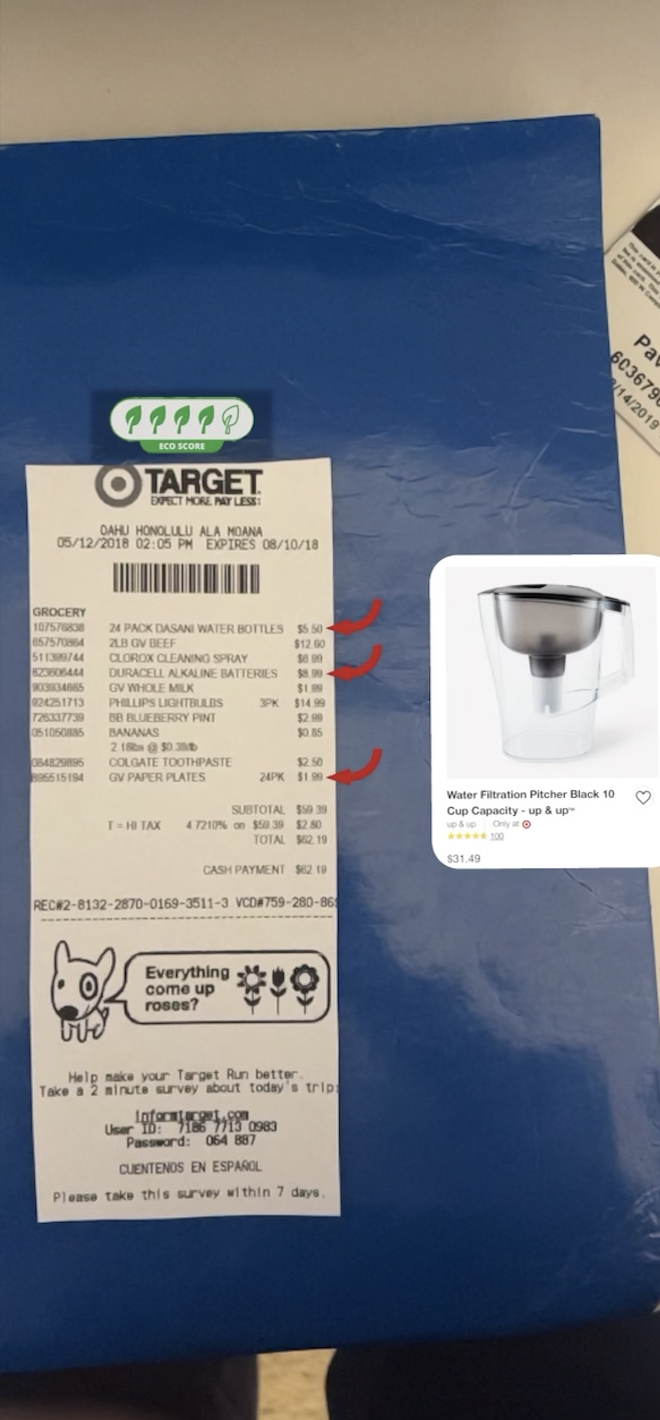 ECO SCORE
TARGET
EXPECT MORE. PAY LESS:
OAHU HONOLULU ALA MOANA
05/12/2018 02:05 PM EXPIRES 08/10/18
GROCERY
107576838 24 PACK DASANI WATER BOTTLES $5.50
657570864 2LB GV BEEF $12.60
511399744 CLOROX CLEANING SPRAY $6.99
823606444 DURACELL ALKALINE BATTERIES $8.99
903934665 GV WHOLE MILK $1.99
924251713 PHILLIPS LIGHTBULBS 3PK $14.99
726337739 BB BLUEBERRY PINT $2.99
051050885 BANANAS $0.85
2.18lbs @ $0.39/lb
084829895 COLGATE TOOTHPASTE $2.50
895515194 GV PAPER PLATES 24PK $1.99
SUBTOTAL $59.39
T = HI TAX 4.7210% on $59.39 $2.80
TOTAL $62.19
CASH PAYMENT $62.19
REC#2-8132-2870-0169-3511-3 VCD#759-280-86
Everything
come up
roses?
Help make your Target Run better.
Take a 2 minute survey about today's trip:
informtarget.com
User ID: 7186 7713 0983
Password: 064 887
CUENTENOS EN ESPAÑOL
Please take this survey within 7 days.
Water Filtration Pitcher Black 10
Cup Capacity - up & up™
up & up Only at
100
$31.49
603679
/14/2019